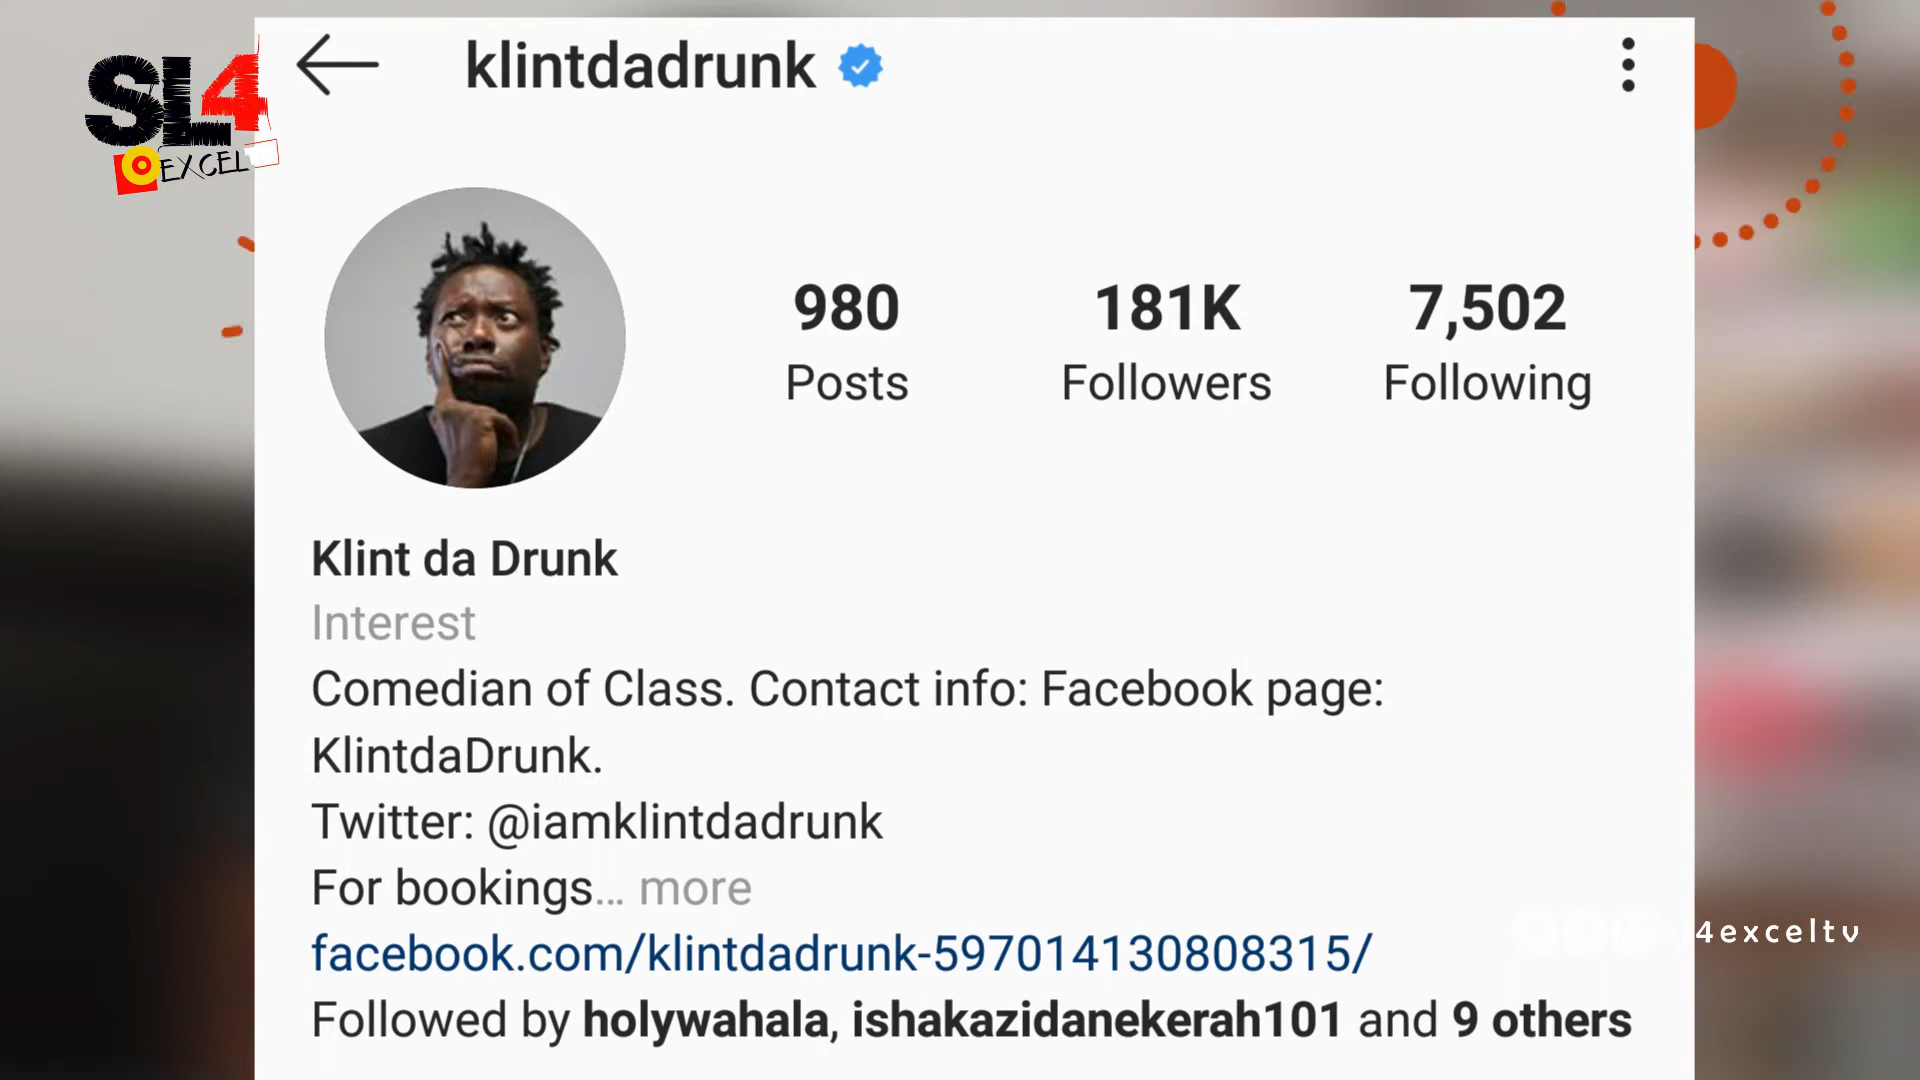 SL4
EXCEL
klintdadrunk
980
Posts
181K
Followers
7,502
Following
Klint da Drunk
Interest
Comedian of Class. Contact info: Facebook page:
KlintdaDrunk.
Twitter: @iamklintdadrunk
For bookings... more
facebook.com/klintdadrunk-597014130808315/
Followed by holywahala, ishakazidanekerah101 and 9 others
4exceltv